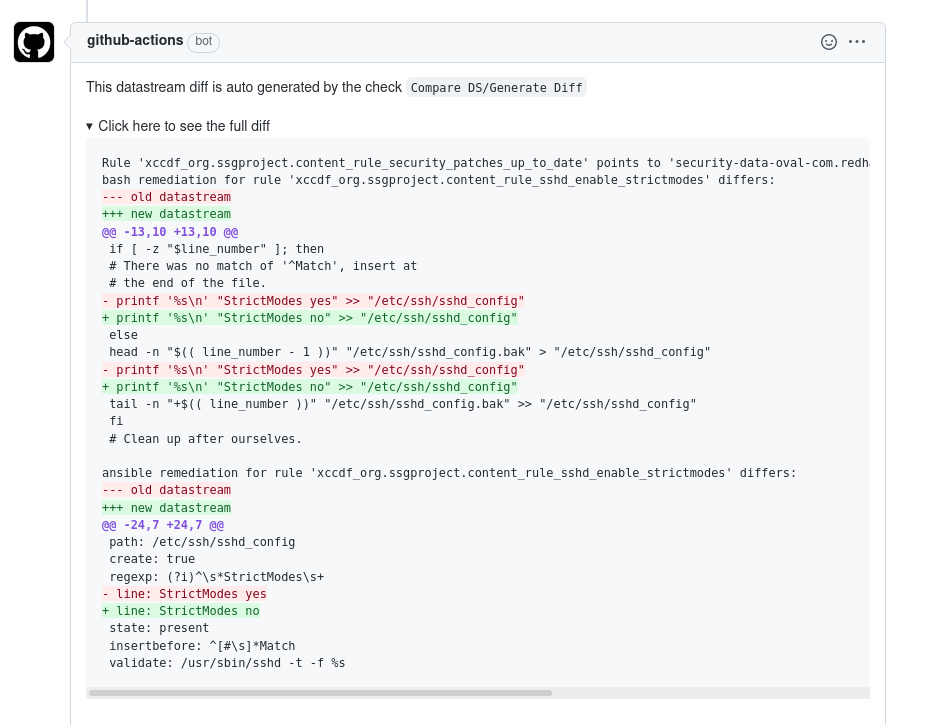 github-actions bot
This datastream diff is auto generated by the check Compare DS/Generate Diff
▾ Click here to see the full diff
Rule 'xccdf_org.ssgproject.content_rule_security_patches_up_to_date' points to 'security-data-oval-com.redha
bash remediation for rule 'xccdf_org.ssgproject.content_rule_sshd_enable_strictmodes' differs:
--- old datastream
+++ new datastream
@@ -13,10 +13,10 @@
 if [ -z "$line_number" ]; then
 # There was no match of '^Match', insert at
 # the end of the file.
- printf '%s\n' "StrictModes yes" >> "/etc/ssh/sshd_config"
+ printf '%s\n' "StrictModes no" >> "/etc/ssh/sshd_config"
 else
 head -n "$(( line_number - 1 ))" "/etc/ssh/sshd_config.bak" > "/etc/ssh/sshd_config"
- printf '%s\n' "StrictModes yes" >> "/etc/ssh/sshd_config"
+ printf '%s\n' "StrictModes no" >> "/etc/ssh/sshd_config"
 tail -n "+$(( line_number ))" "/etc/ssh/sshd_config.bak" >> "/etc/ssh/sshd_config"
 fi
 # Clean up after ourselves.

ansible remediation for rule 'xccdf_org.ssgproject.content_rule_sshd_enable_strictmodes' differs:
--- old datastream
+++ new datastream
@@ -24,7 +24,7 @@
 path: /etc/ssh/sshd_config
 create: true
 regexp: (?i)^\s*StrictModes\s+
- line: StrictModes yes
+ line: StrictModes no
 state: present
 insertbefore: ^[#\s]*Match
 validate: /usr/sbin/sshd -t -f %s